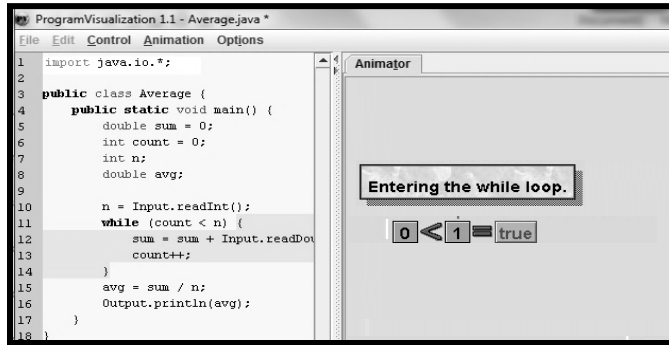 ProgramVisualization 1.1 - Average.java *
File Edit Control Animation Options
1 import java.io.*;
2
3 public class Average {
4 public static void main() {
5 double sum = 0;
6 int count = 0;
7 int n;
8 double avg;
9
10 n = Input.readInt();
11 while (count < n) {
12 sum = sum + Input.readDou
13 count++;
14 }
15 avg = sum / n;
16 Output.println(avg);
17 }
18 }
Animator
Entering the while loop.
0 < 1 = true